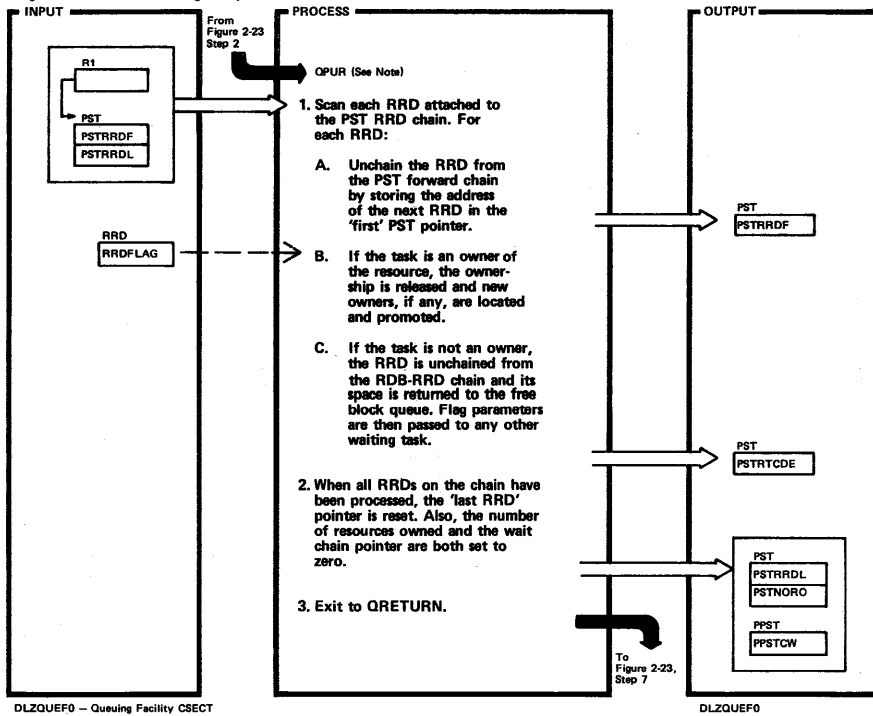 INPUT
PROCESS
OUTPUT
From
Figure 2-23
Step 2
R1
PST
PSTRRDF
PSTRRDL
RRD
RRDFLAG
QPUR (See Note)
1. Scan each RRD attached to
the PST RRD chain. For
each RRD:
A. Unchain the RRD from
the PST forward chain
by storing the address
of the next RRD in the
'first' PST pointer.
B. If the task is an owner of
the resource, the owner-
ship is released and new
owners, if any, are located
and promoted.
C. If the task is not an owner,
the RRD is unchained from
the RDB-RRD chain and its
space is returned to the free
block queue. Flag parameters
are then passed to any other
waiting task.
2. When all RRDs on the chain have
been processed, the 'last RRD'
pointer is reset. Also, the number
of resources owned and the wait
chain pointer are both set to
zero.
3. Exit to QRETURN.
To
Figure 2-23,
Step 7
PST
PSTRRDF
PST
PSTRTCDE
PST
PSTRRDL
PSTNORO
PPST
PPSTCW
DLZQUEF0 — Queuing Facility CSECT
DLZQUEF0